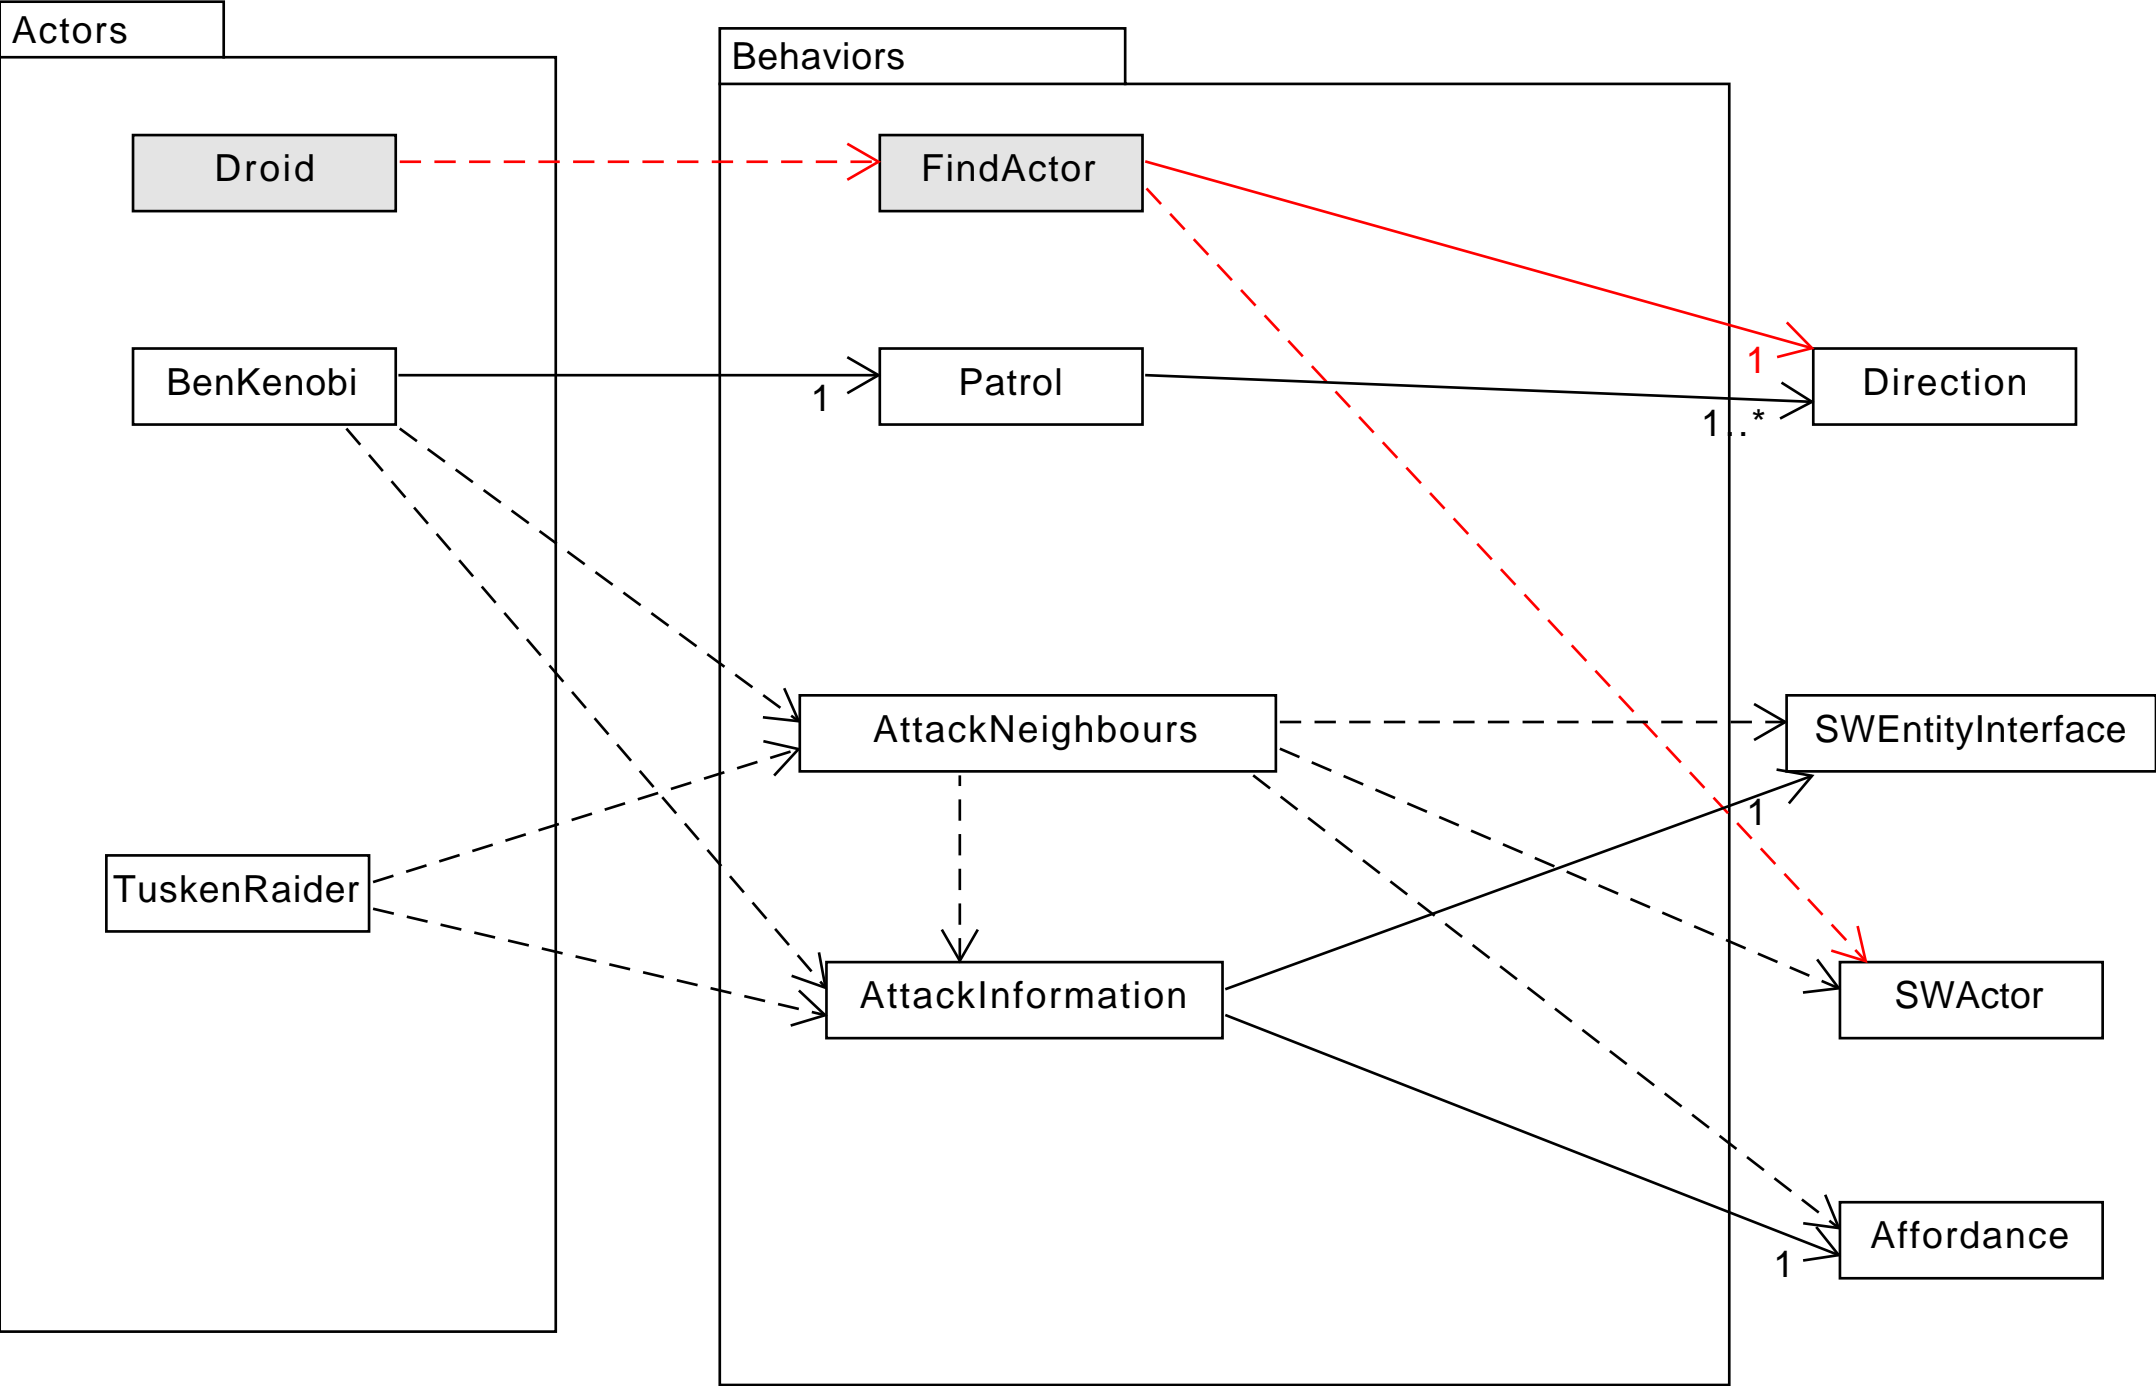 Actors
Behaviors
Droid
FindActor
BenKenobi
1
Patrol
1
1..*
Direction
AttackNeighbours
SWEntityInterface
1
TuskenRaider
AttackInformation
SWActor
Affordance
1